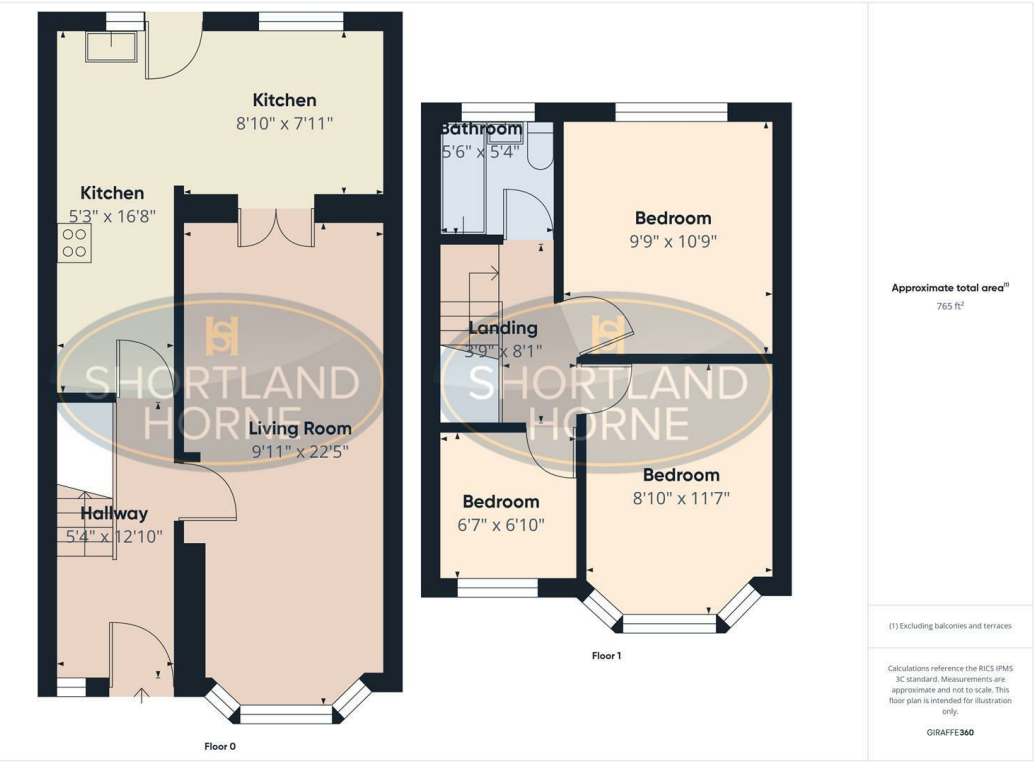 Kitchen
8'10" x 7'11"
Kitchen
5'3" x 16'8"
SHORTLAND
HORNE
Living Room
9'11" x 22'5"
Hallway
5'4" x 12'10"
Floor 0
Bathroom
5'6" x 5'4"
Bedroom
9'9" x 10'9"
Landing
3'9" x 8'1"
SHORTLAND
HORNE
Bedroom
8'10" x 11'7"
Bedroom
6'7" x 6'10"
Floor 1
Approximate total area(1)
765 ft²
(1) Excluding balconies and terraces
Calculations reference the RICS IPMS
3C standard. Measurements are
approximate and not to scale. This
floor plan is intended for illustration
only.
GIRAFFE360